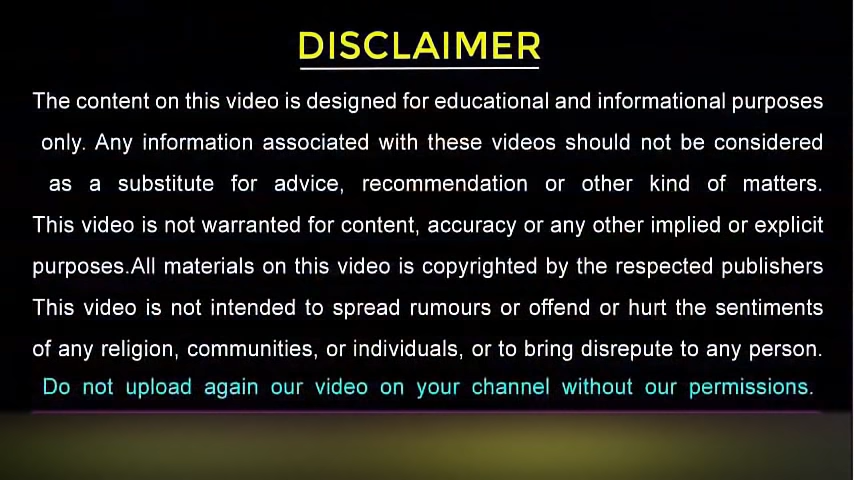 DISCLAIMER
The content on this video is designed for educational and informational purposes
only. Any information associated with these videos should not be considered
as a substitute for advice, recommendation or other kind of matters.
This video is not warranted for content, accuracy or any other implied or explicit
purposes.All materials on this video is copyrighted by the respected publishers
This video is not intended to spread rumours or offend or hurt the sentiments
of any religion, communities, or individuals, or to bring disrepute to any person.
Do not upload again our video on your channel without our permissions.